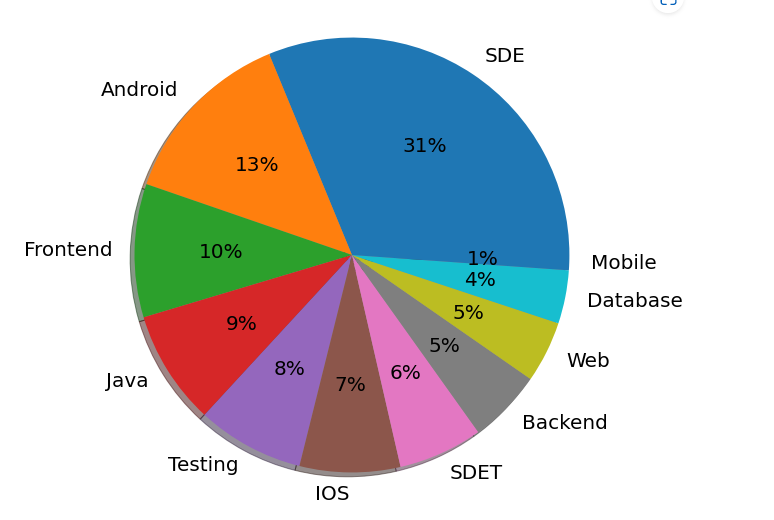 SDE
31%
Android
13%
Frontend
10%
Java
9%
Testing
8%
IOS
7%
SDET
6%
Backend
5%
Web
5%
Database
4%
Mobile
1%